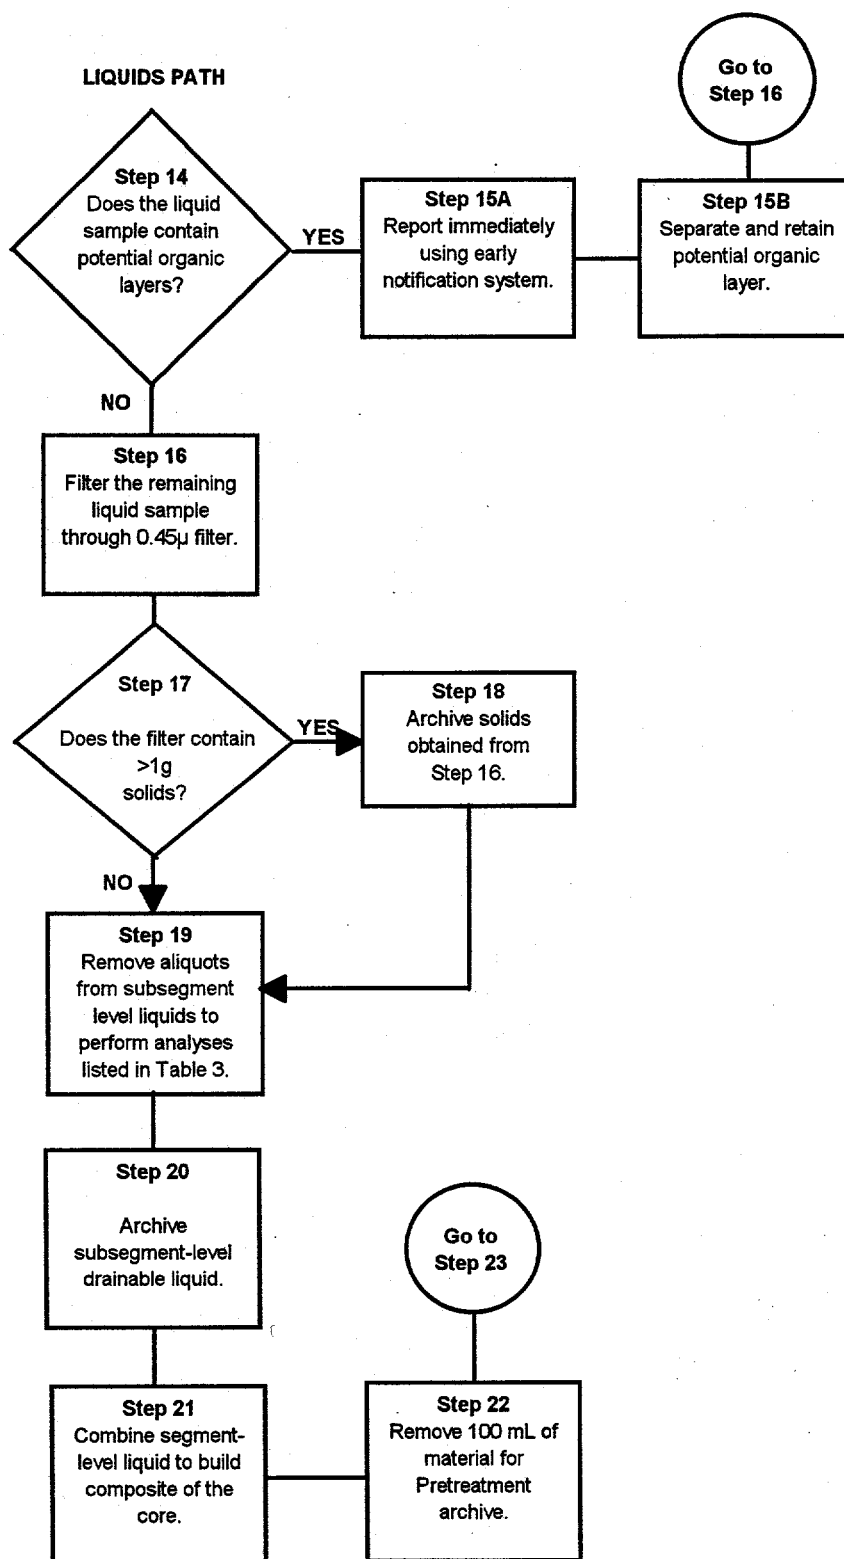 LIQUIDS PATH
Go to
Step 16
Step 14
Does the liquid
sample contain
potential organic
layers?
YES
Step 15A
Report immediately
using early
notification system.
Step 15B
Separate and retain
potential organic
layer.
NO
Step 16
Filter the remaining
liquid sample
through 0.45µ filter.
Step 17
Does the filter contain
>1g
solids?
YES
Step 18
Archive solids
obtained from
Step 16.
NO
Step 19
Remove aliquots
from subsegment
level liquids to
perform analyses
listed in Table 3.
Step 20
Archive
subsegment-level
drainable liquid.
Go to
Step 23
Step 21
Combine segment-
level liquid to build
composite of the
core.
Step 22
Remove 100 mL of
material for
Pretreatment
archive.